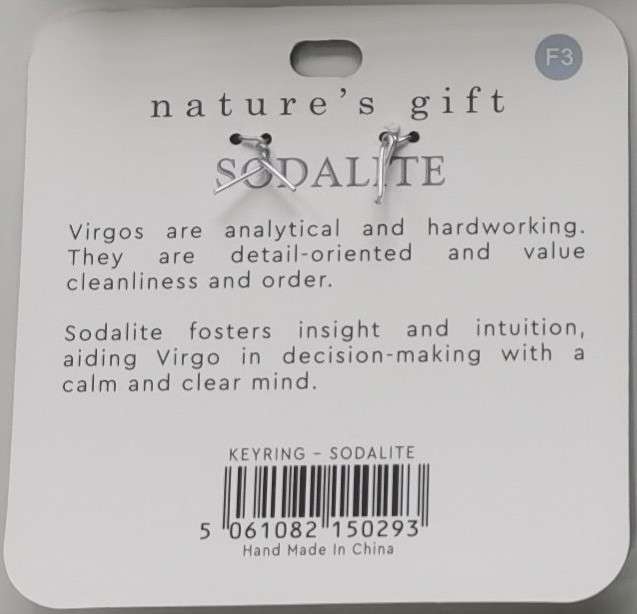 F3
nature's gift
SODALITE
Virgos are analytical and hardworking.
They are detail-oriented and value
cleanliness and order.
Sodalite fosters insight and intuition,
aiding Virgo in decision-making with a
calm and clear mind.
KEYRING – SODALITE
5 061082 150293
Hand Made In China